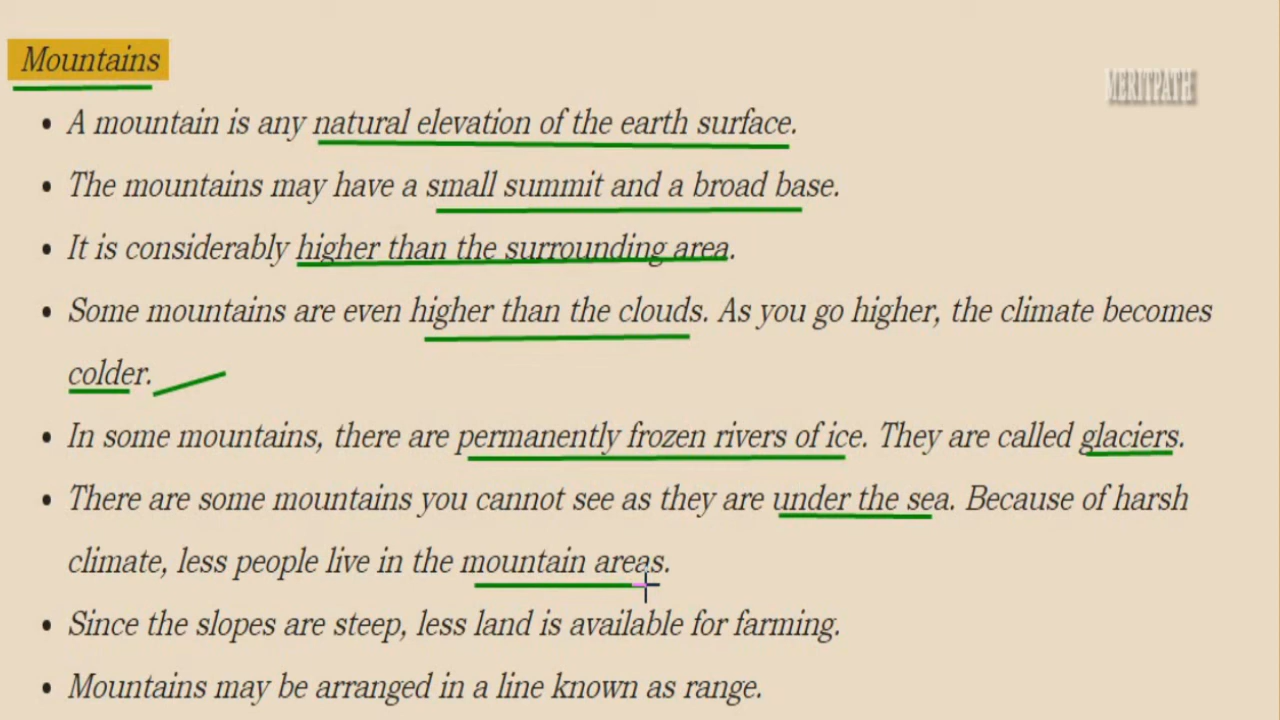 Mountains
MERITPATH
• A mountain is any natural elevation of the earth surface.
• The mountains may have a small summit and a broad base.
• It is considerably higher than the surrounding area.
• Some mountains are even higher than the clouds. As you go higher, the climate becomes
colder.
• In some mountains, there are permanently frozen rivers of ice. They are called glaciers.
• There are some mountains you cannot see as they are under the sea. Because of harsh
climate, less people live in the mountain areas.
• Since the slopes are steep, less land is available for farming.
• Mountains may be arranged in a line known as range.